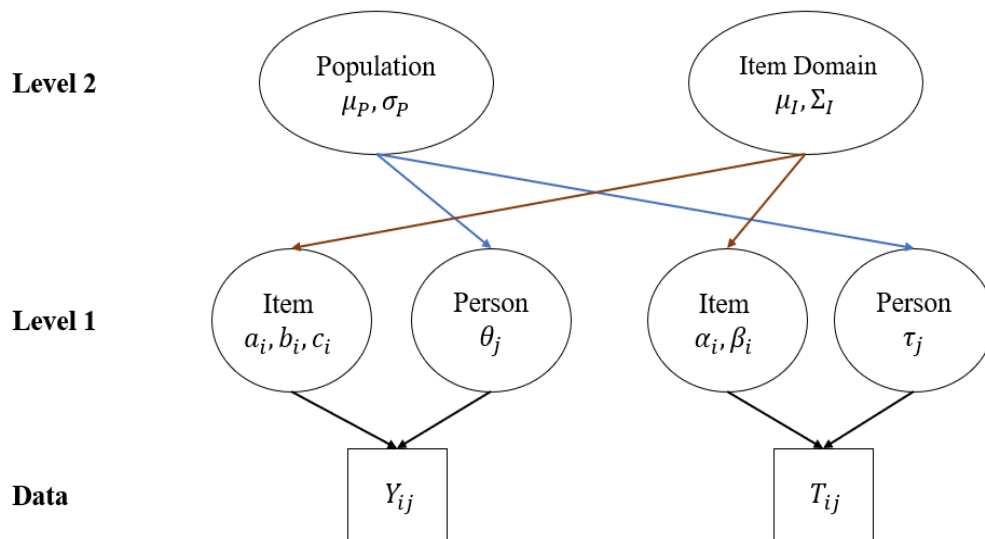 Level 2
Population
μ_P, σ_P
Item Domain
μ_I, Σ_I
Level 1
Item
a_i, b_i, c_i
Person
θ_j
Item
α_i, β_i
Person
τ_j
Data
Y_ij
T_ij